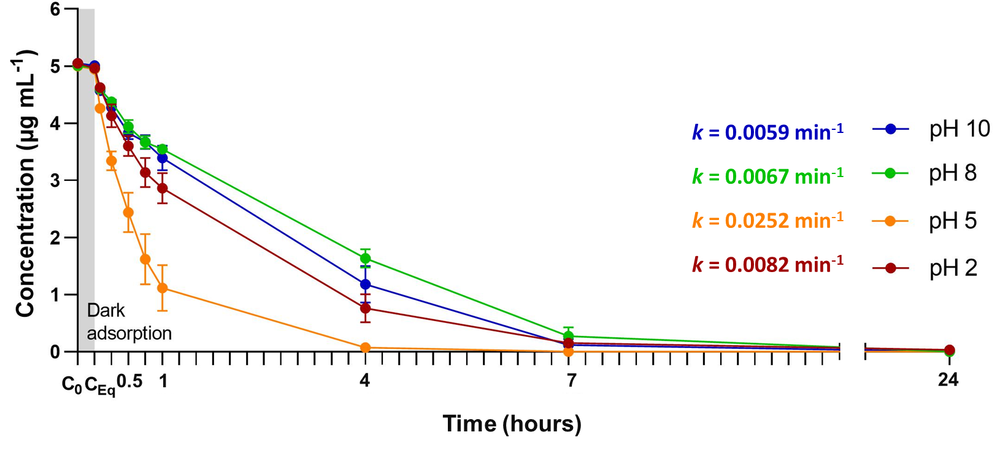 6
5
4
3
2
1
0
Concentration (µg mL⁻¹)
Dark
adsorption
C₀ C_Eq 0.5 1 4 7 24
Time (hours)
k = 0.0059 min⁻¹ pH 10
k = 0.0067 min⁻¹ pH 8
k = 0.0252 min⁻¹ pH 5
k = 0.0082 min⁻¹ pH 2